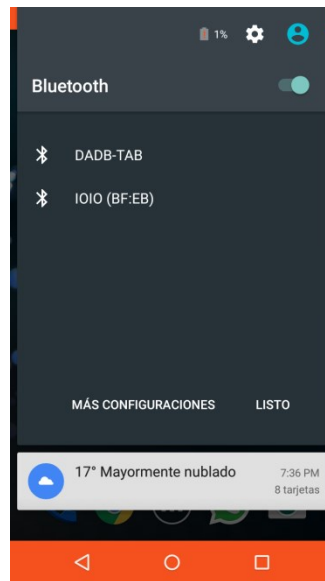 1%
Bluetooth
DADB-TAB
IOIO (BF:EB)
MÁS CONFIGURACIONES LISTO
17° Mayormente nublado 7:36 PM
8 tarjetas